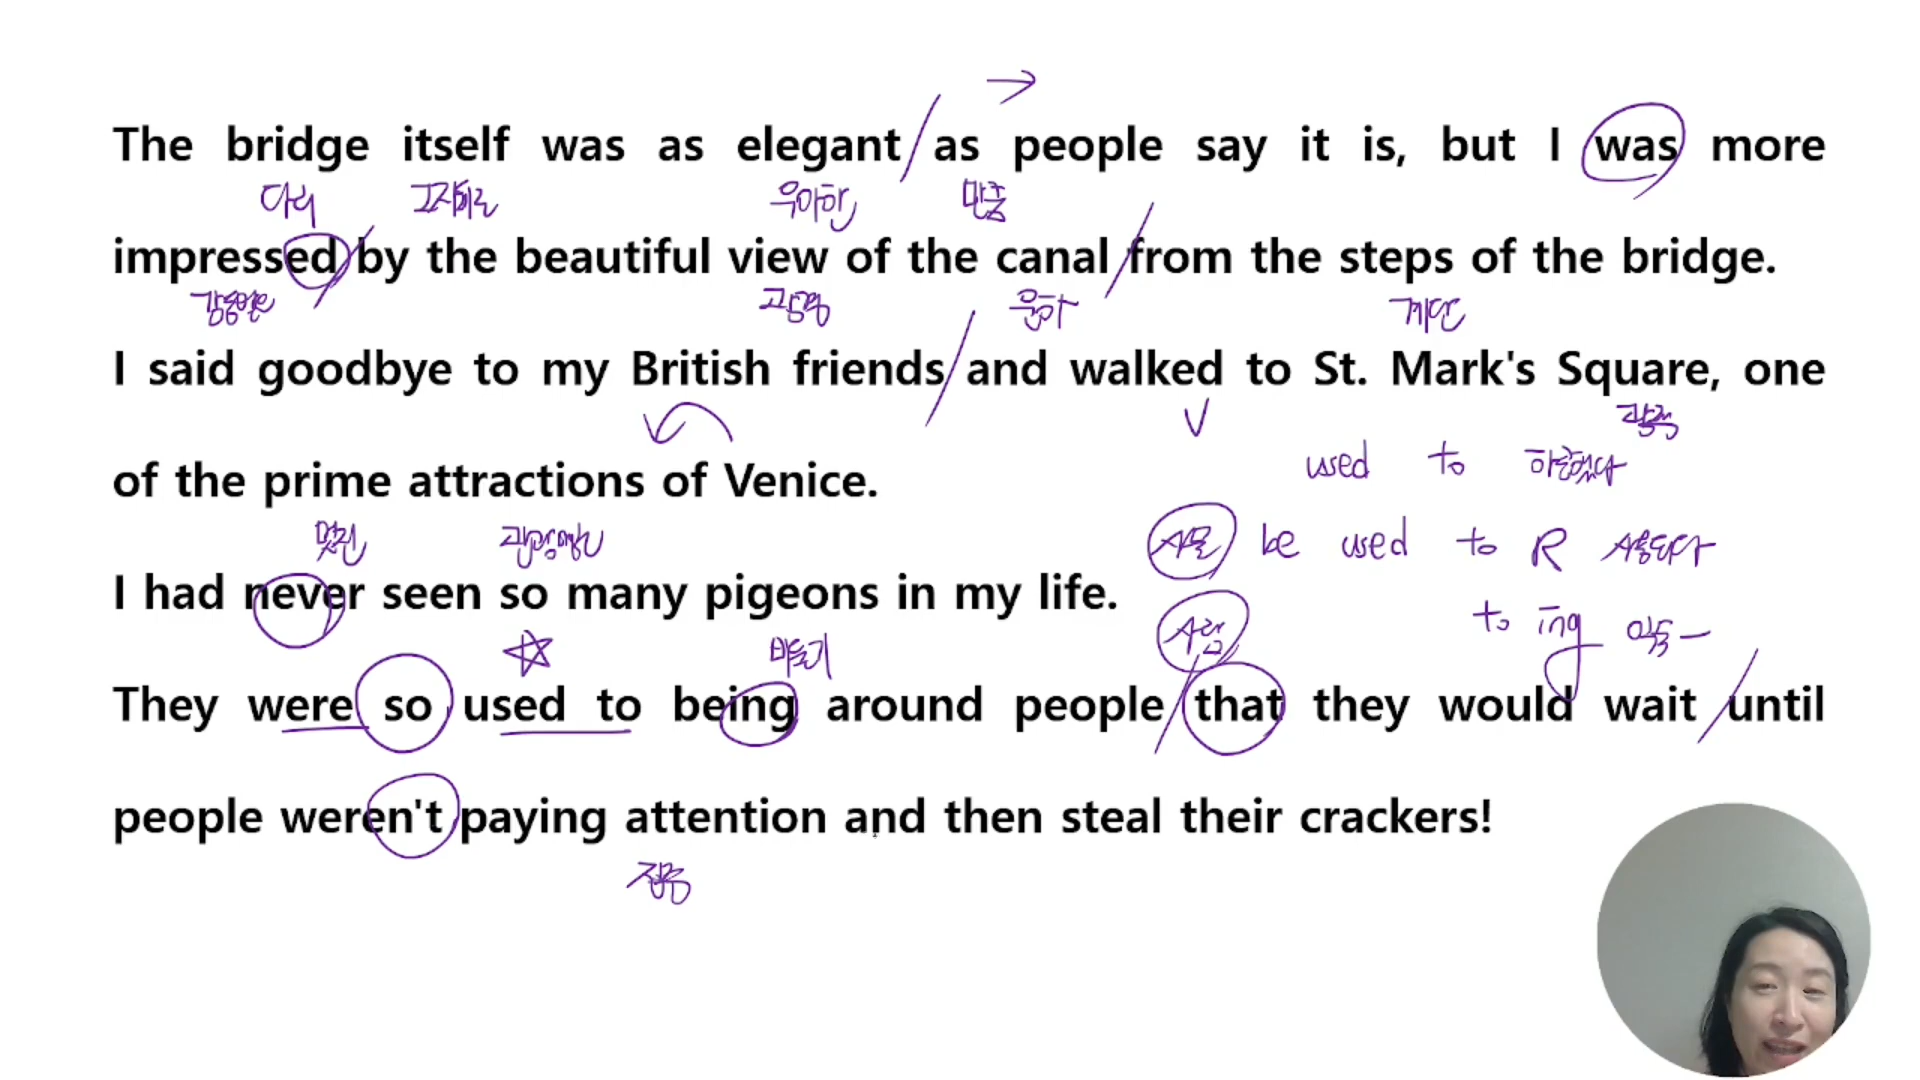 The bridge itself was as elegant as people say it is, but I was more
다리 그자체로 우아한 만큼
impressed by the beautiful view of the canal from the steps of the bridge.
감동받은 운하 계단
I said goodbye to my British friends and walked to St. Mark's Square, one
광장
used to 하곤했다
of the prime attractions of Venice.
멋진 관광명소
사물 be used to R 사용되다
I had never seen so many pigeons in my life.
비둘기
사람 to ing 익숙
They were so used to being around people that they would wait until
people weren't paying attention and then steal their crackers!
집중